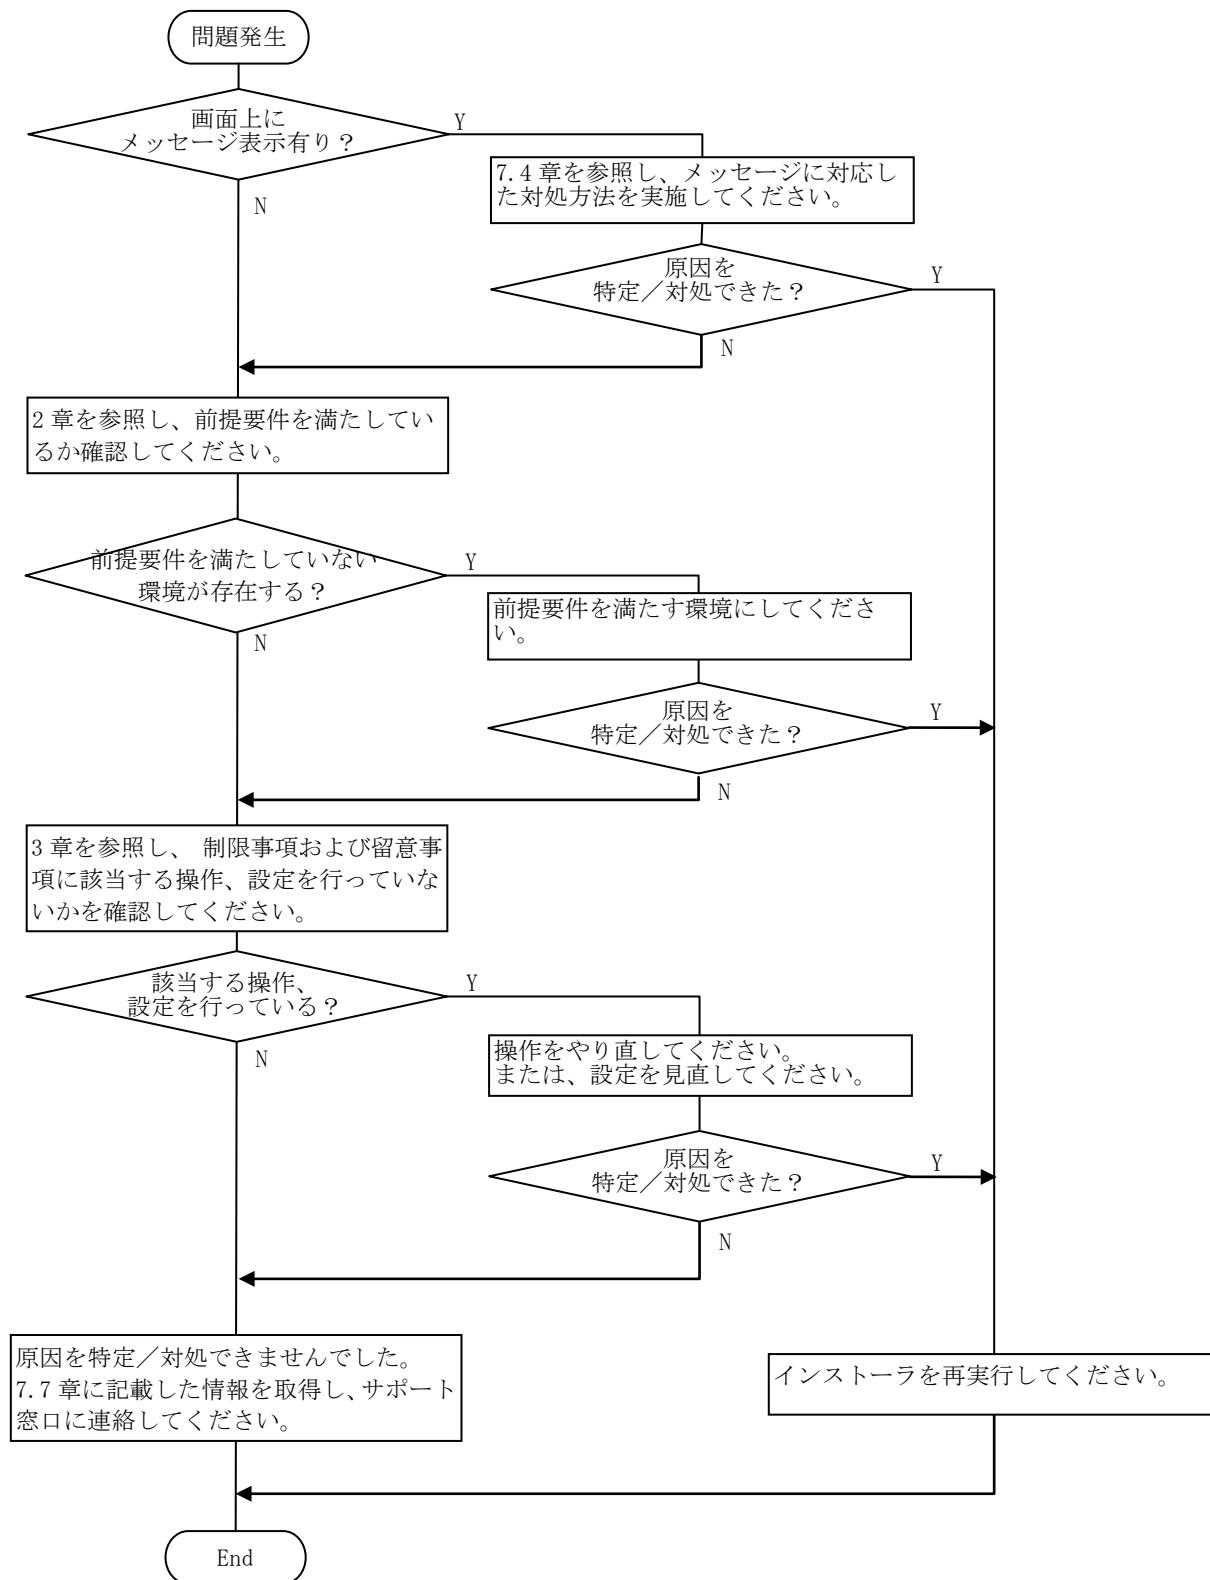 問題発生
画面上に
メッセージ表示有り？
Y
N
7.4 章を参照し、メッセージに対応し
た対処方法を実施してください。
原因を
特定／対処できた？
Y
N
2 章を参照し、前提要件を満たしてい
るか確認してください。
前提要件を満たしていない
環境が存在する？
Y
N
前提要件を満たす環境にしてくださ
い。
原因を
特定／対処できた？
Y
N
3 章を参照し、 制限事項および留意事
項に該当する操作、設定を行っていな
いかを確認してください。
該当する操作、
設定を行っている？
Y
N
操作をやり直してください。
または、設定を見直してください。
原因を
特定／対処できた？
Y
N
原因を特定／対処できませんでした。
7.7 章に記載した情報を取得し、サポート
窓口に連絡してください。
インストーラを再実行してください。
End